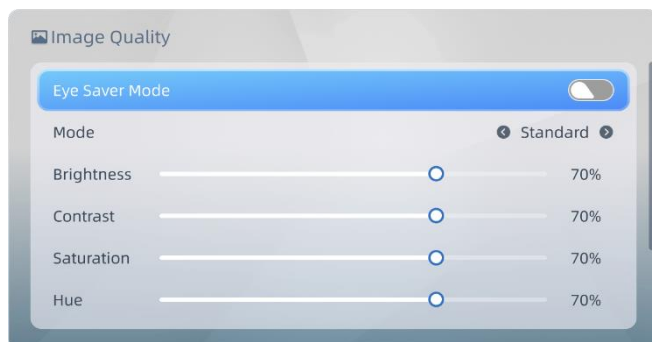 Image Quality
Eye Saver Mode
Mode Standard
Brightness 70%
Contrast 70%
Saturation 70%
Hue 70%